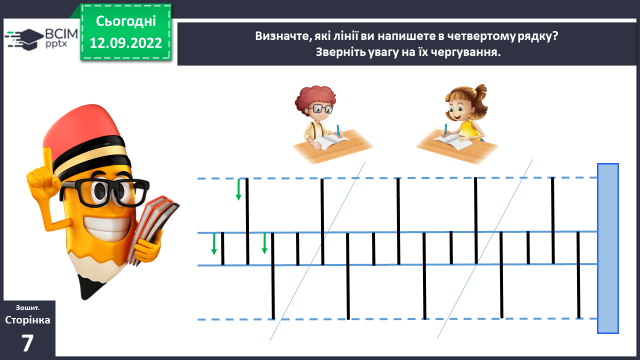 Сьогодні
12.09.2022
ВСІМ
pptx
Визначте, які лінії ви напишете в четвертому рядку?
Зверніть увагу на їх чергування.
Зошит.
Сторінка
7